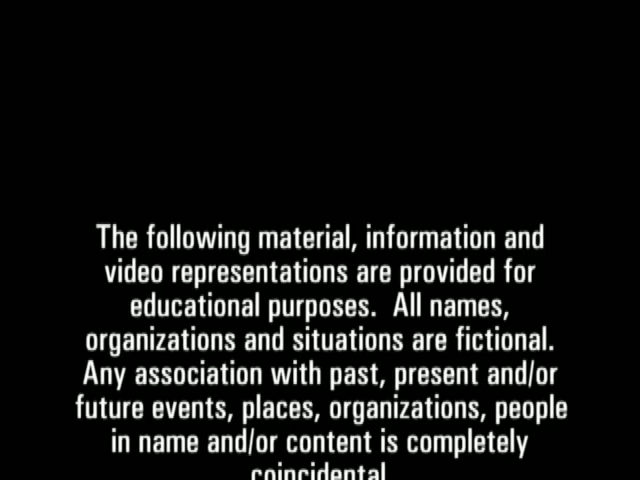 The following material, information and
video representations are provided for
educational purposes.  All names,
organizations and situations are fictional.
Any association with past, present and/or
future events, places, organizations, people
in name and/or content is completely
coincidental